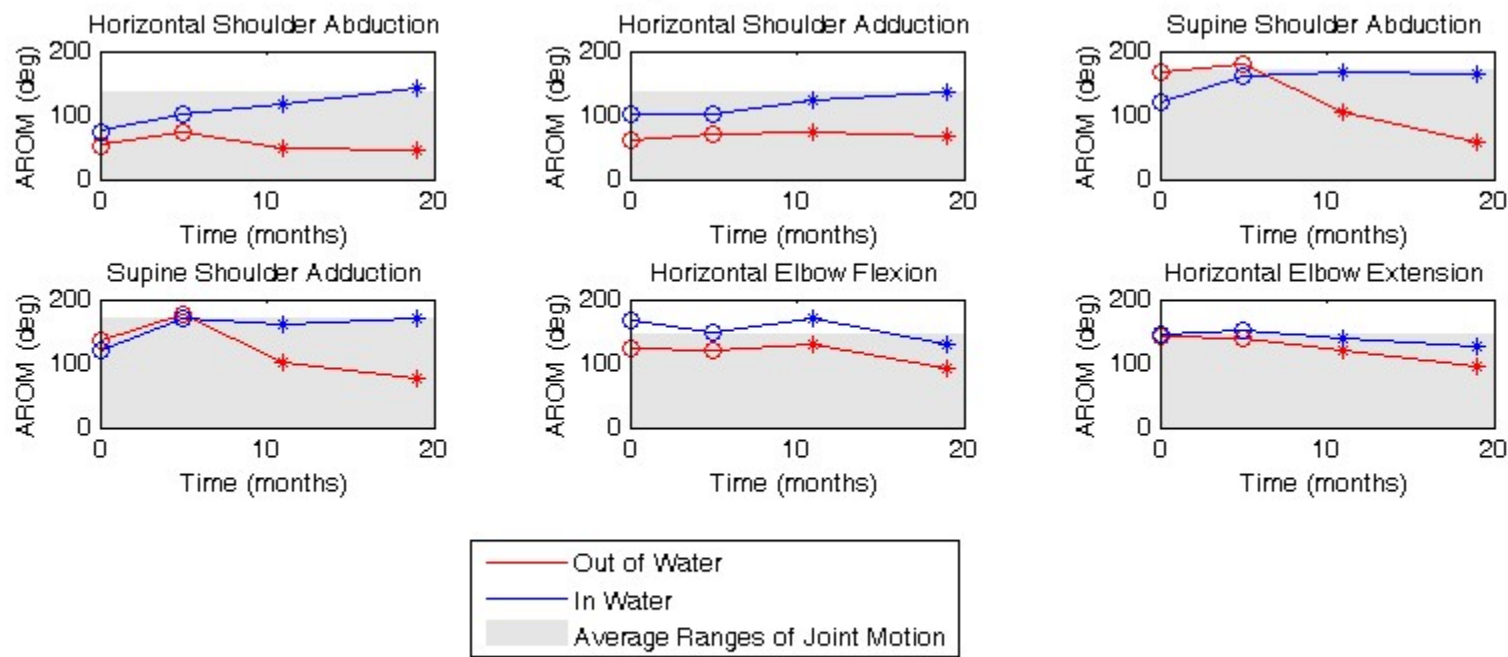 Horizontal Shoulder Abduction
200
100
0
AROM (deg)
0 10 20
Time (months)
Horizontal Shoulder Adduction
200
100
0
AROM (deg)
0 10 20
Time (months)
Supine Shoulder Abduction
200
100
0
AROM (deg)
0 10 20
Time (months)
Supine Shoulder Adduction
200
100
0
AROM (deg)
0 10 20
Time (months)
Horizontal Elbow Flexion
200
100
0
AROM (deg)
0 10 20
Time (months)
Horizontal Elbow Extension
200
100
0
AROM (deg)
0 10 20
Time (months)
Out of Water
In Water
Average Ranges of Joint Motion